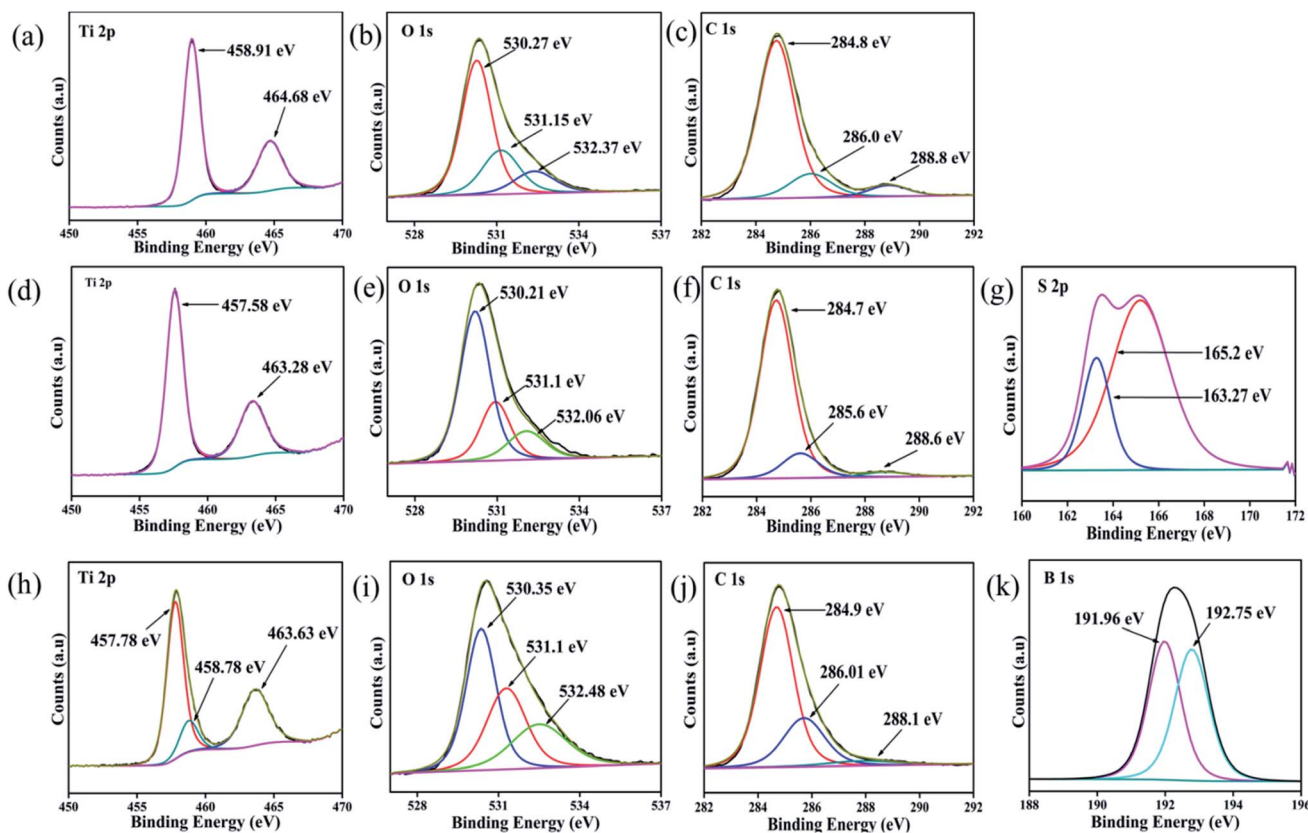 (a)
Ti 2p
458.91 eV
464.68 eV
Counts (a.u)
450 455 460 465 470
Binding Energy (eV)
(b)
O 1s
530.27 eV
531.15 eV
532.37 eV
Counts (a.u)
528 531 534 537
Binding Energy (eV)
(c)
C 1s
284.8 eV
286.0 eV
288.8 eV
Counts (a.u)
282 284 286 288 290 292
Binding Energy (eV)
(d)
Ti 2p
457.58 eV
463.28 eV
Counts (a.u)
450 455 460 465 470
Binding Energy (eV)
(e)
O 1s
530.21 eV
531.1 eV
532.06 eV
Counts (a.u)
528 531 534 537
Binding Energy (eV)
(f)
C 1s
284.7 eV
285.6 eV
288.6 eV
Counts (a.u)
282 284 286 288 290 292
Binding Energy (eV)
(g)
S 2p
165.2 eV
163.27 eV
Counts (a.u)
160 162 164 166 168 170 172
Binding Energy (eV)
(h)
Ti 2p
457.78 eV
458.78 eV
463.63 eV
Counts (a.u)
450 455 460 465 470
Binding Energy (eV)
(i)
O 1s
530.35 eV
531.1 eV
532.48 eV
Counts (a.u)
528 531 534 537
Binding Energy (eV)
(j)
C 1s
284.9 eV
286.01 eV
288.1 eV
Counts (a.u)
282 284 286 288 290 292
Binding Energy (eV)
(k)
B 1s
191.96 eV
192.75 eV
Counts (a.u)
188 190 192 194 196
Binding Energy (eV)